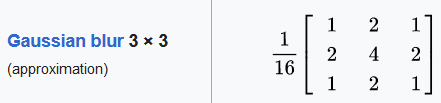 Gaussian blur 3 × 3
(approximation)
1
16
1 2 1
2 4 2
1 2 1